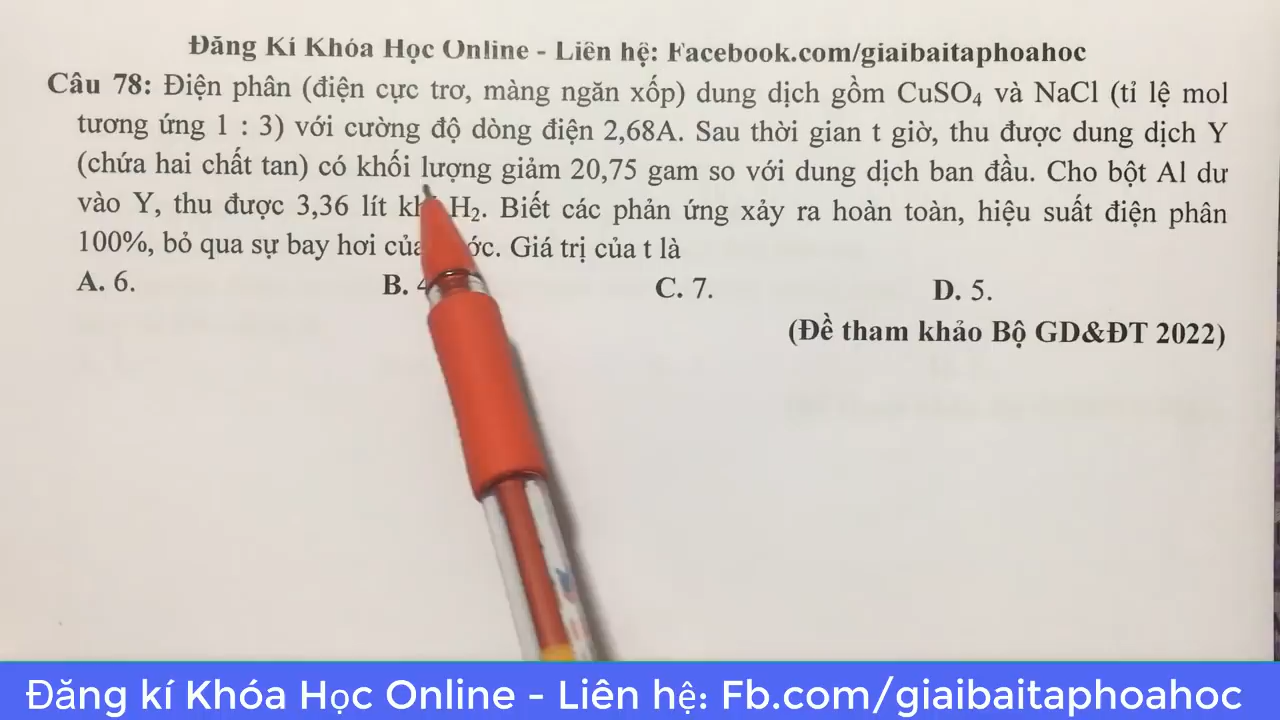 Đăng Kí Khóa Học Online - Liên hệ: Facebook.com/giaibaitaphoahoc
Câu 78: Điện phân (điện cực trơ, màng ngăn xốp) dung dịch gồm CuSO₄ và NaCl (tỉ lệ mol
tương ứng 1 : 3) với cường độ dòng điện 2,68A. Sau thời gian t giờ, thu được dung dịch Y
(chứa hai chất tan) có khối lượng giảm 20,75 gam so với dung dịch ban đầu. Cho bột Al dư
vào Y, thu được 3,36 lít H₂. Biết các phản ứng xảy ra hoàn toàn, hiệu suất điện phân
100%, bỏ qua sự bay hơi Giá trị của t là
A. 6. B. C. 7. D. 5.
(Đề tham khảo Bộ GD&ĐT 2022)
Đăng kí Khóa Học Online - Liên hệ: Fb.com/giaibaitaphoahoc